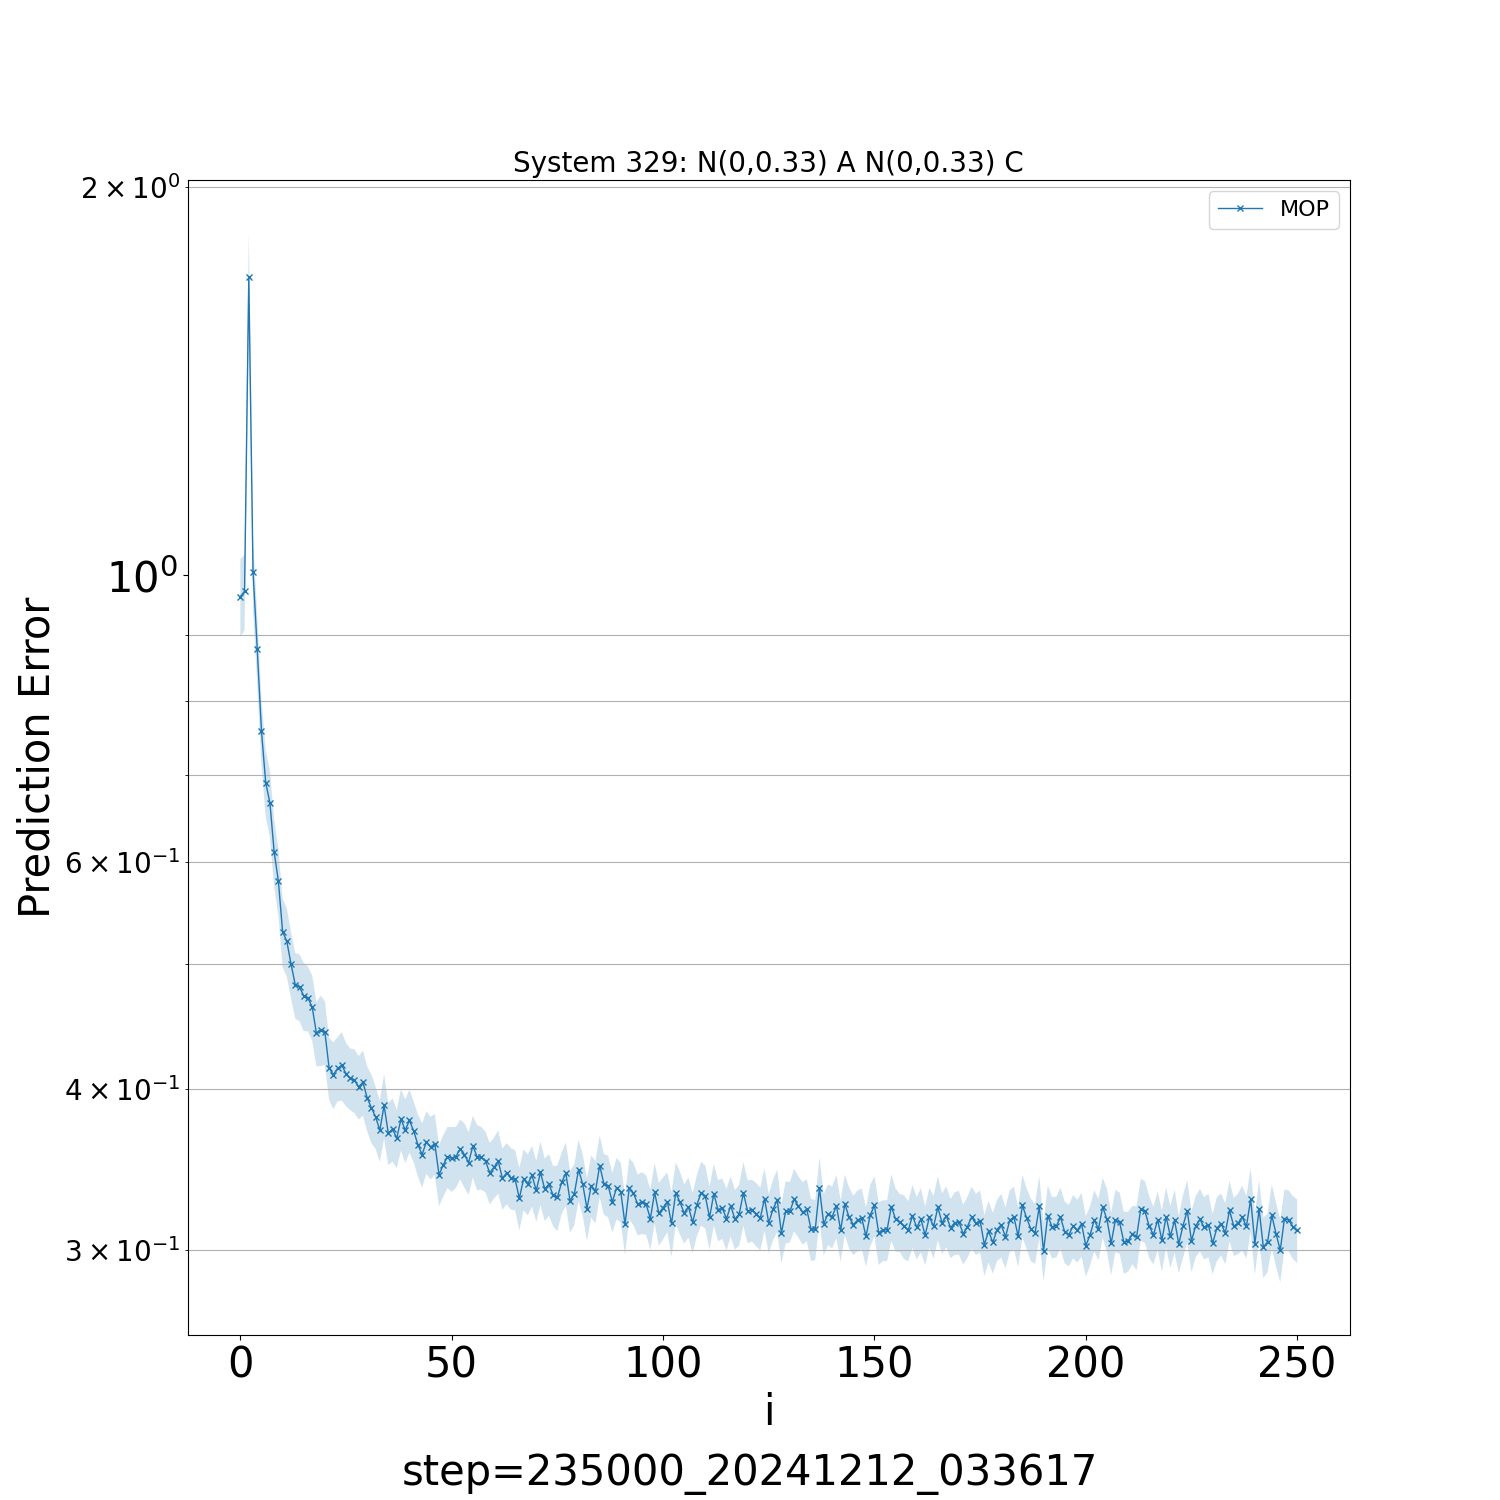 System 329: N(0,0.33) A N(0,0.33) C
2 × 10⁰
MOP
10⁰
Prediction Error
6 × 10⁻¹
4 × 10⁻¹
3 × 10⁻¹
0 50 100 150 200 250
i
step=235000_20241212_033617